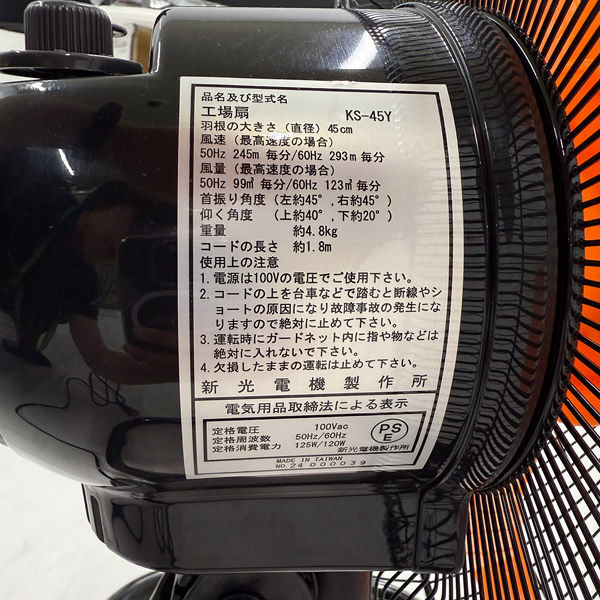 品名及び型式名
工場扇 KS-45Y
羽根の大きさ(直径)45cm
風速(最高速度の場合)
50Hz 245m 毎分/60Hz 293m 毎分
風量(最高速度の場合)
50Hz 99㎥ 毎分/60Hz 123㎥ 毎分
首振り角度(左約45°,右約45°)
仰く角度(上約40°,下約20°)
重量 約4.8kg
コードの長さ 約1.8m
使用上の注意
1. 電源は100Vの電圧でご使用下さい。
2. コードの上を台車などで踏むと断線やシ
ョートの原因になり故障事故の発生にな
りますので絶対に止めて下さい。
3. 運転時にガードネット内に指や物などは
絶対に入れないで下さい。
4. 欠損したままの運転は止めて下さい。
新光電機製作所
電気用品取締法による表示
定格電圧 100Vac
定格周波数 50Hz/60Hz
定格消費電力 125W/120W
PS
E
新光電機製作所
MADE IN TAIWAN
NO.24 000039